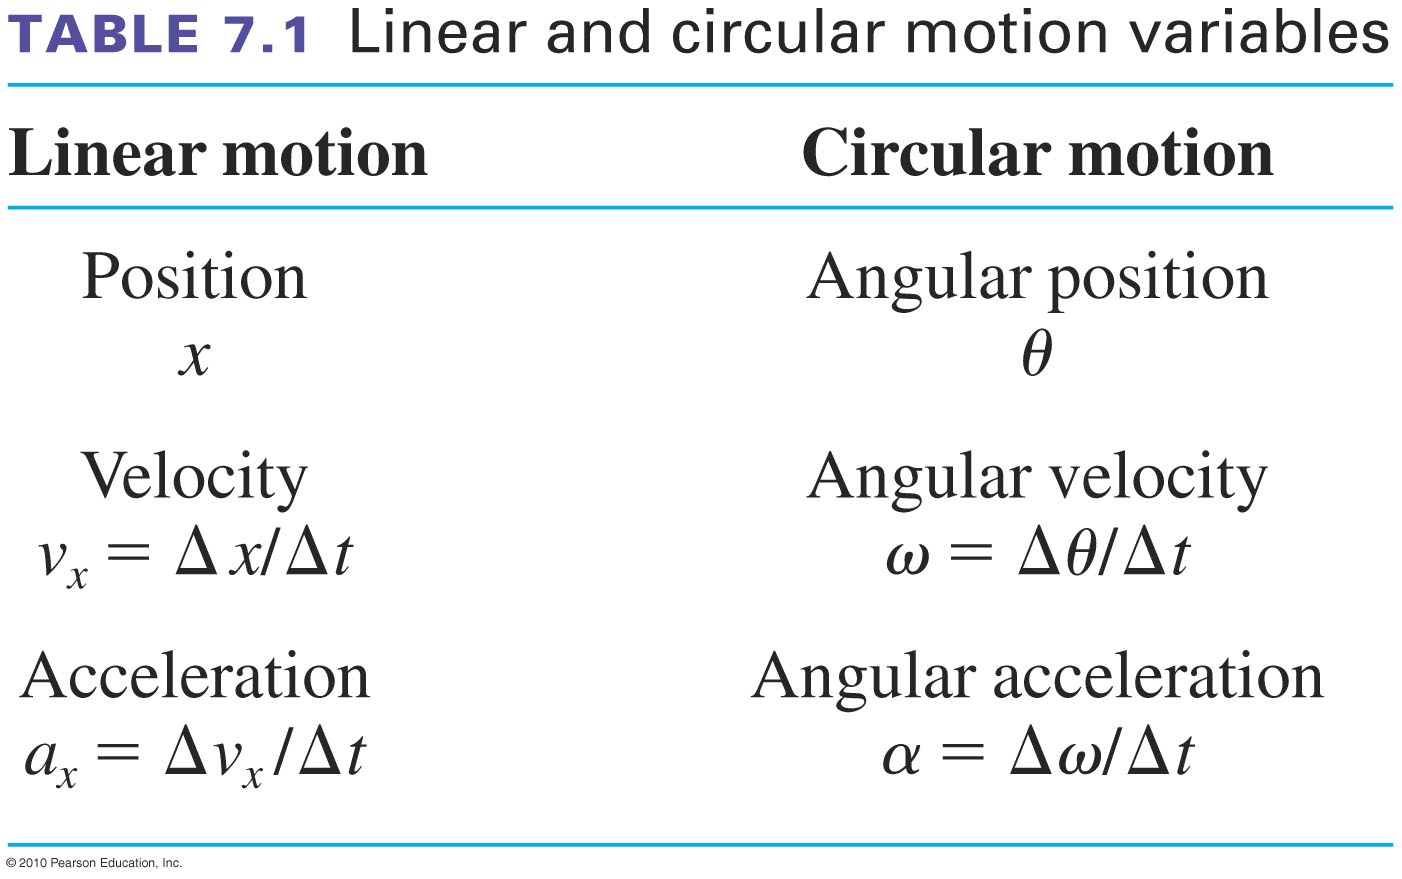 TABLE 7.1 Linear and circular motion variables
Linear motion Circular motion
Position Angular position
x θ
Velocity Angular velocity
vₓ = Δx/Δt ω = Δθ/Δt
Acceleration Angular acceleration
aₓ = Δvₓ/Δt α = Δω/Δt
© 2010 Pearson Education, Inc.